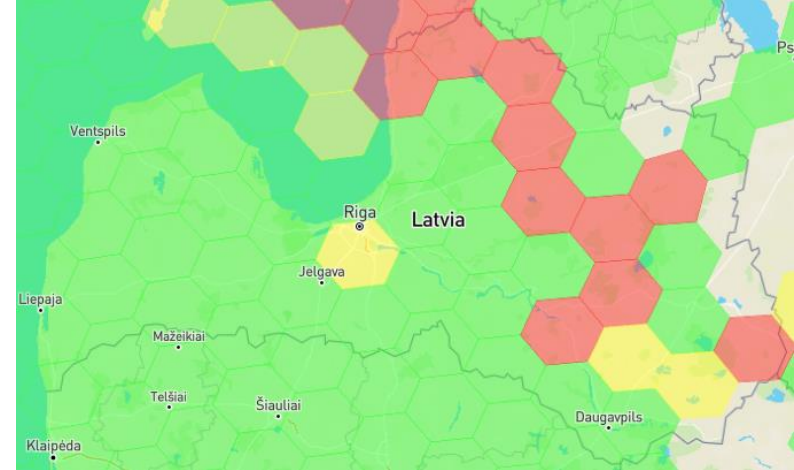 Ps
Ventspils
Riga
Latvia
Jelgava
Liepaja
Mažeikiai
Telšiai
Šiauliai
Daugavpils
Klaipėda